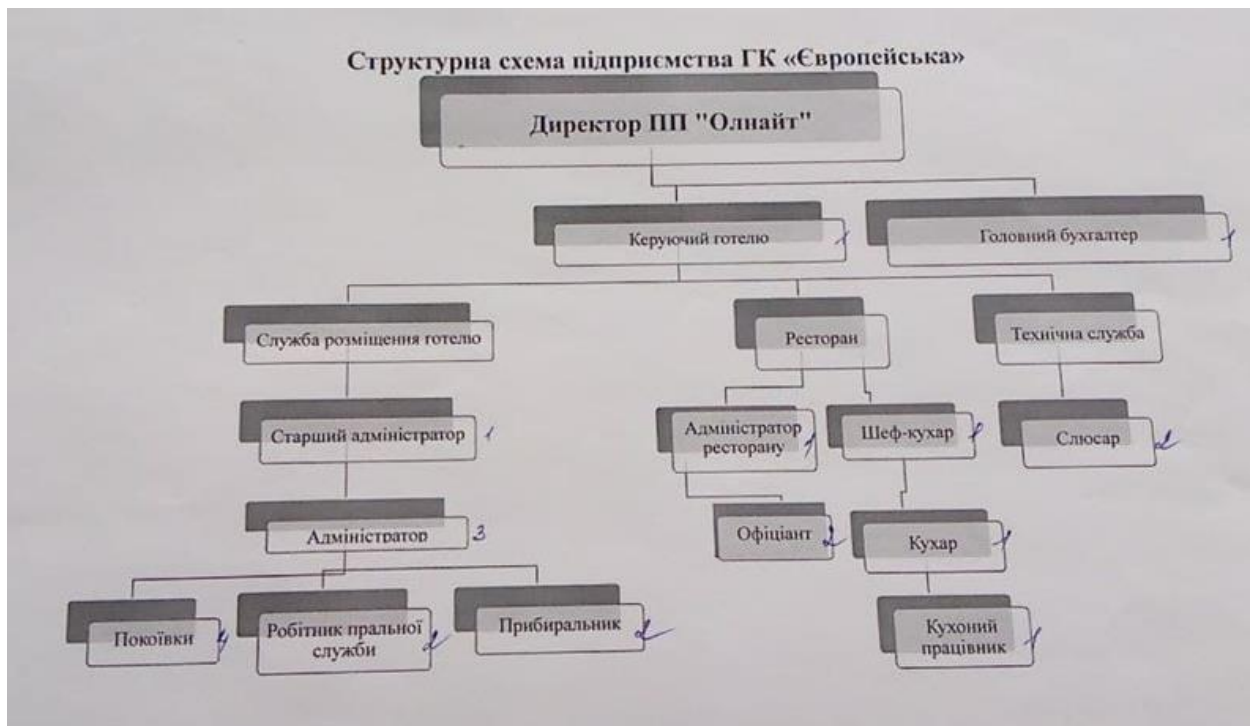 Структурна схема підприємства ГК «Європейська»
Директор ПП "Олнайт"
Керуючий готелю 1
Головний бухгалтер 1
Служба розміщення готелю
Ресторан
Технічна служба
Старший адміністратор 1
Адміністратор
ресторану 1
Шеф-кухар 1
Слюсар 2
Адміністратор 3
Офіціант 2
Кухар 1
Покоївки 4
Робітник пральної
служби 2
Прибиральник 2
Кухоний
працівник 1